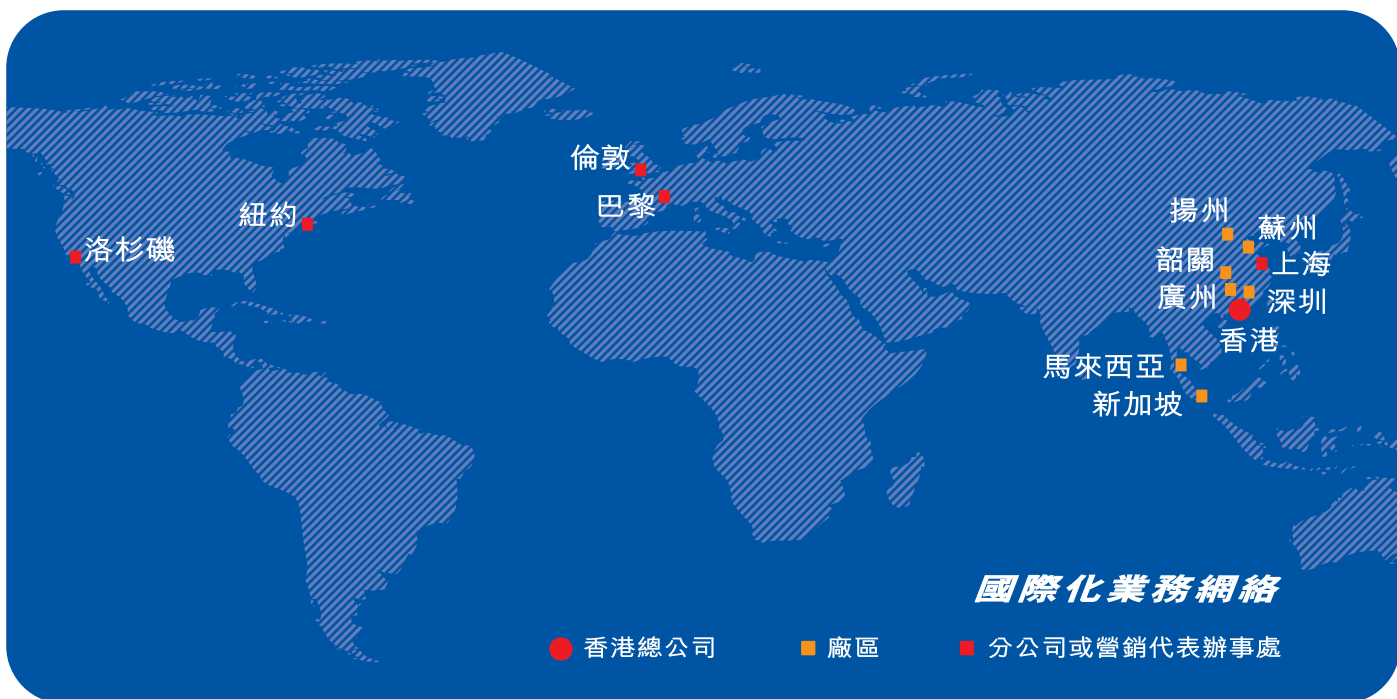 倫敦
巴黎
紐約
洛杉磯
揚州
蘇州
韶關
上海
廣州
深圳
香港
馬來西亞
新加坡
國際化業務網絡
香港總公司
廠區
分公司或營銷代表辦事處